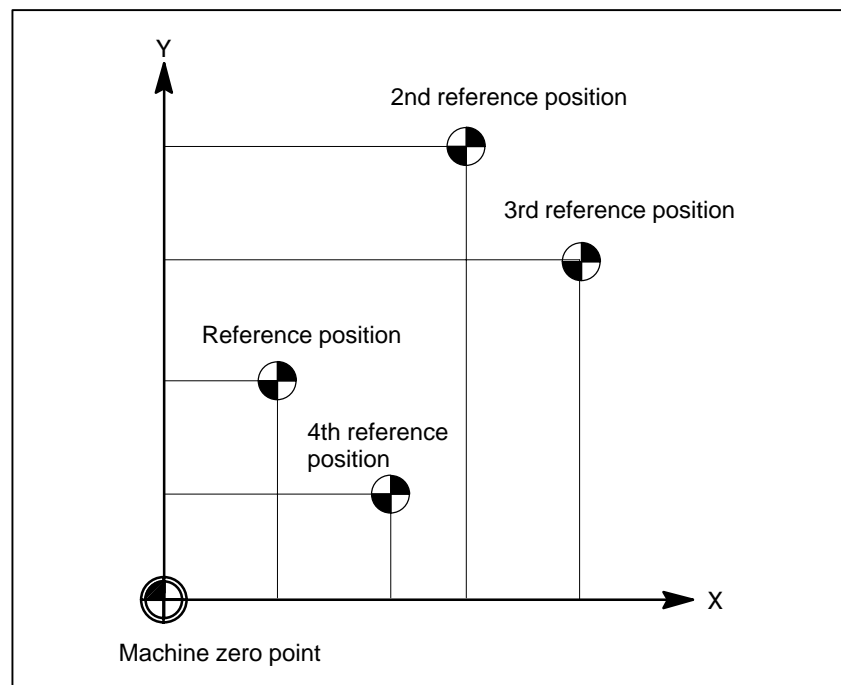 Y
2nd reference position
3rd reference position
Reference position
4th reference
position
X
Machine zero point